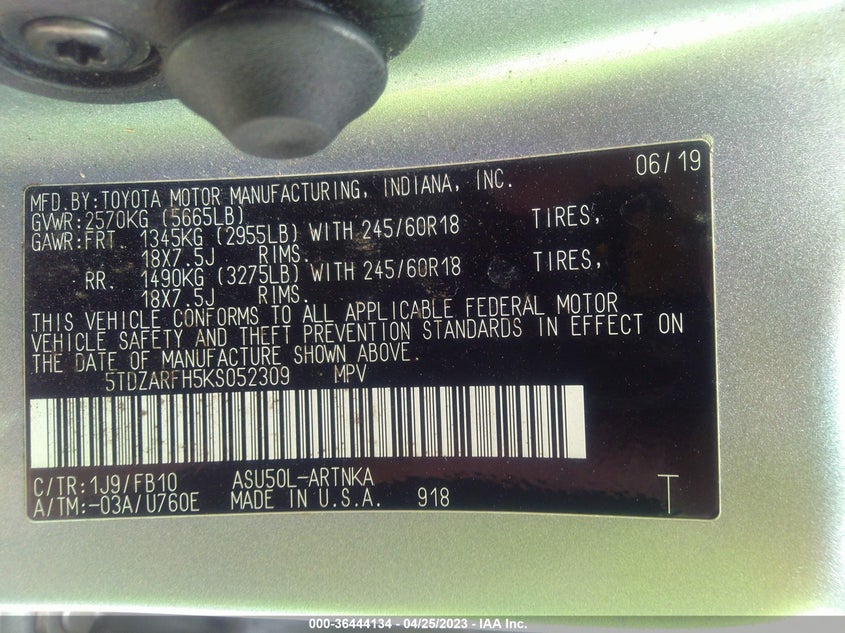 06/19
MFD.BY:TOYOTA MOTOR MANUFACTURING, INDIANA, INC.
GVWR:2570KG (5665LB)
GAWR:FRT 1345KG (2955LB) WITH 245/60R18 TIRES,
18X7.5J RIMS.
RR. 1490KG (3275LB) WITH 245/60R18 TIRES,
18X7.5J RIMS.
THIS VEHICLE CONFORMS TO ALL APPLICABLE FEDERAL MOTOR
VEHICLE SAFETY AND THEFT PREVENTION STANDARDS IN EFFECT ON
THE DATE OF MANUFACTURE SHOWN ABOVE.
5TDZARFH5KS052309 MPV
C/TR:1J9/FB10 ASU50L-ARTNKA
A/TM:-03A/U760E MADE IN U.S.A. 918 T
000-36444134 - 04/25/2023 - IAA Inc.